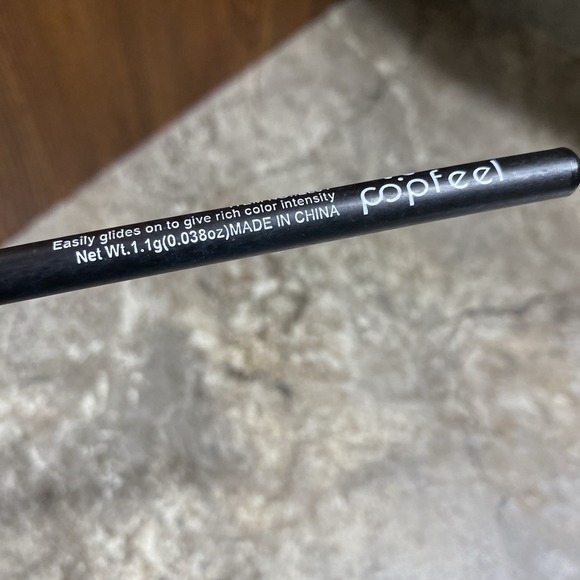 Easily glides on to give rich color intensity
Net Wt.1.1g(0.038oz)MADE IN CHINA
popfeel